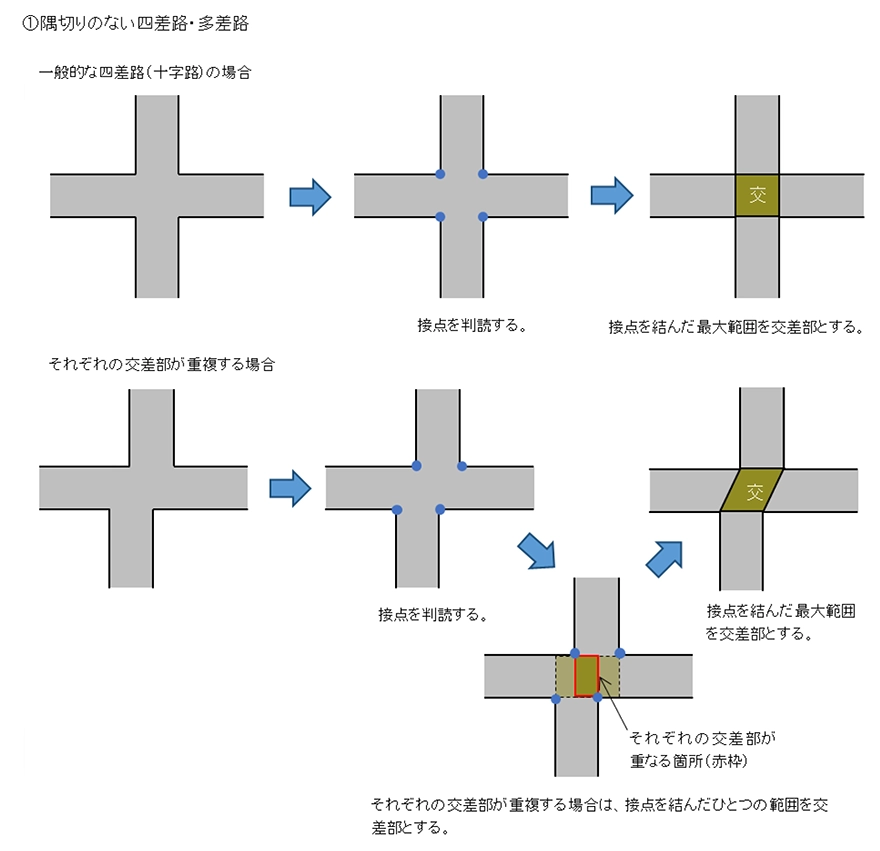 ①隅切りのない四差路・多差路
一般的な四差路(十字路)の場合
交
接点を判読する。
接点を結んだ最大範囲を交差部とする。
それぞれの交差部が重複する場合
交
接点を判読する。
接点を結んだ最大範囲
を交差部とする。
それぞれの交差部が
重なる箇所(赤枠)
それぞれの交差部が重複する場合は、接点を結んだひとつの範囲を交
差部とする。